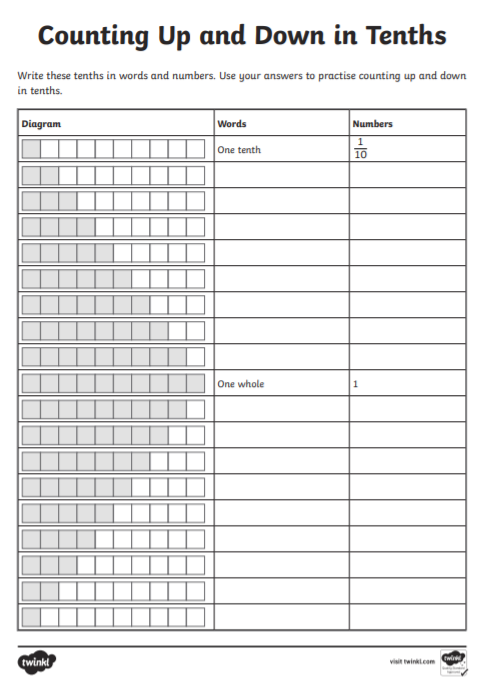 Counting Up and Down in Tenths
Write these tenths in words and numbers. Use your answers to practise counting up and down
in tenths.
Diagram Words Numbers
One tenth 1/10
One whole 1
twinkl visit twinkl.com twinkl